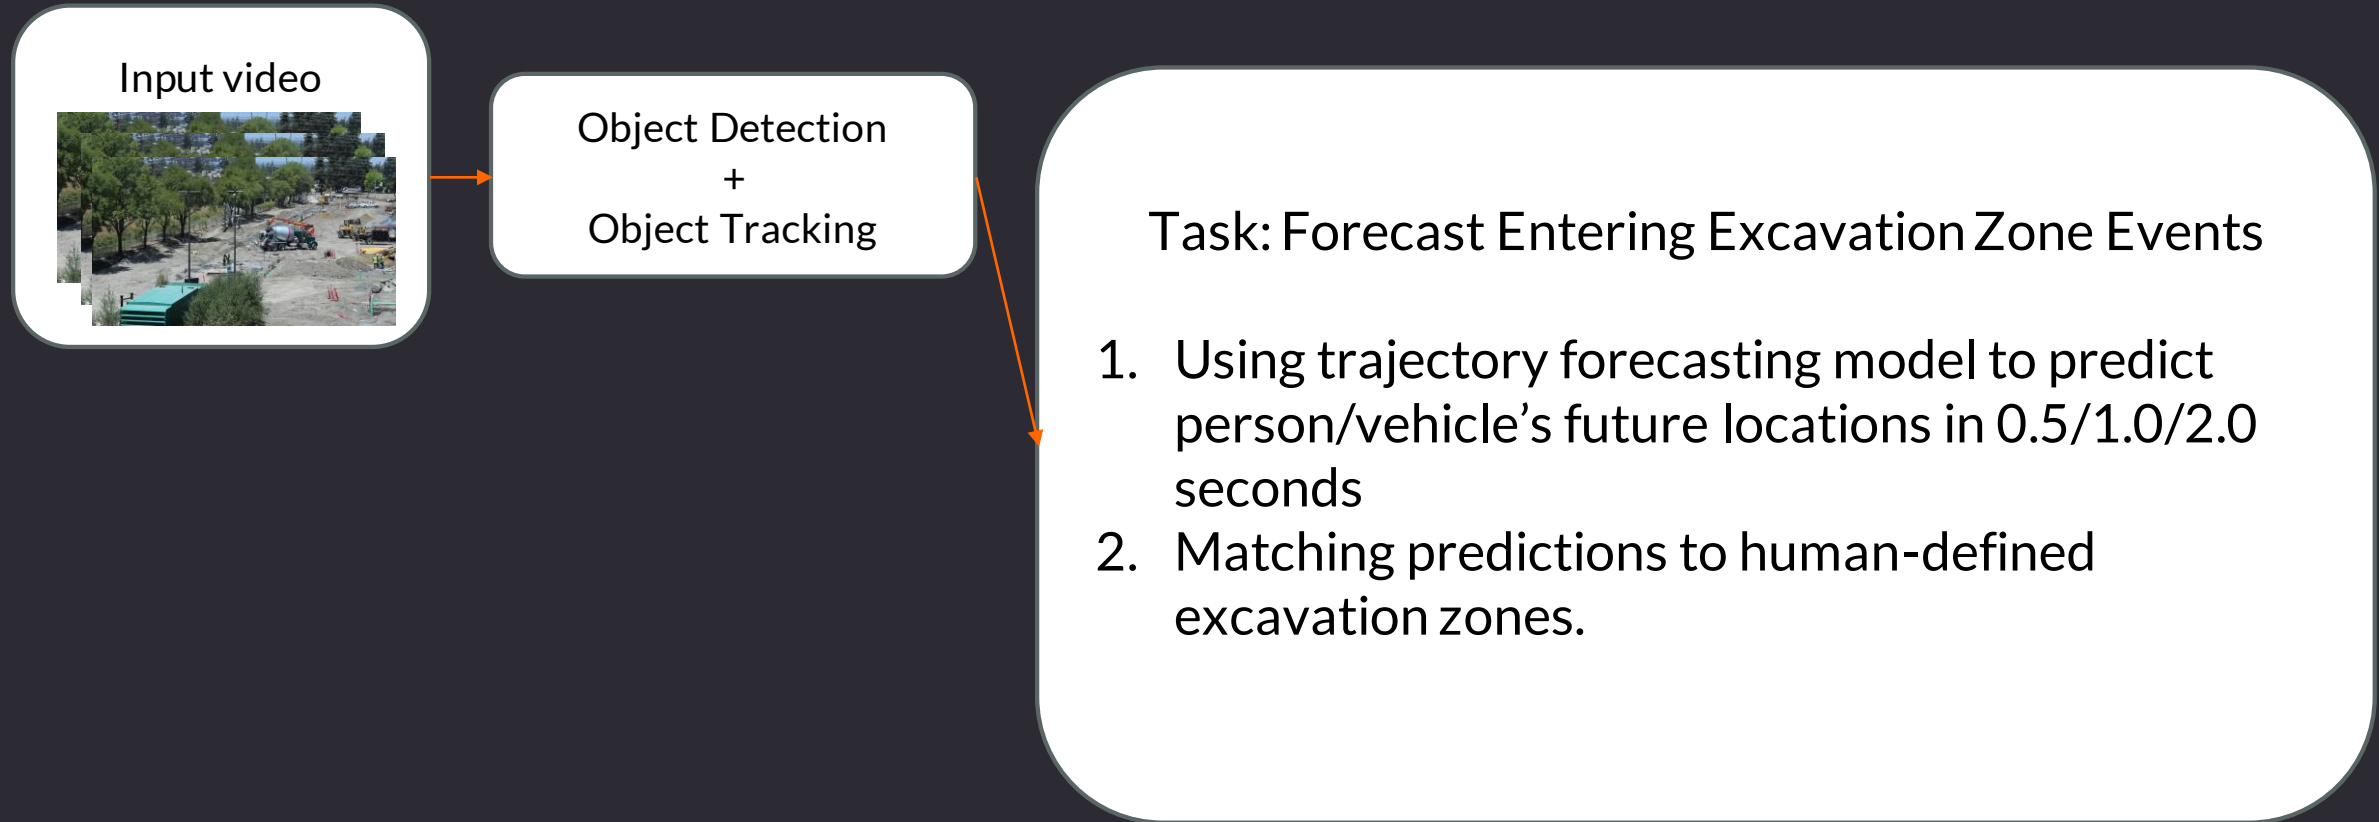 Input video
Object Detection
+
Object Tracking
Task: Forecast Entering Excavation Zone Events
1. Using trajectory forecasting model to predict
person/vehicle’s future locations in 0.5/1.0/2.0
seconds
2. Matching predictions to human-defined
excavation zones.